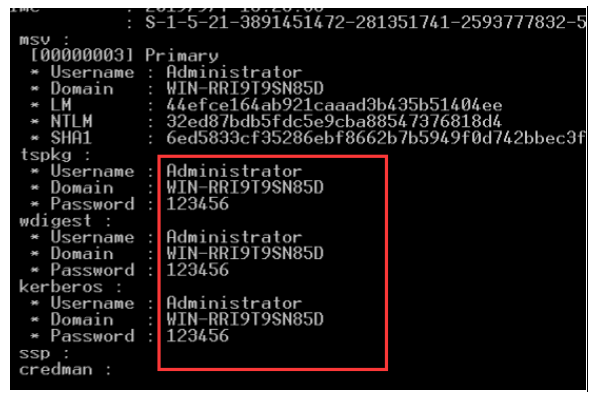 : S-1-5-21-3891451472-281351741-2593777832-5
msv :
[00000003] Primary
* Username : Administrator
* Domain : WIN-RRI9T9SN85D
* LM : 44efce164ab921caaad3b435b51404ee
* NTLM : 32ed87bdb5fdc5e9cba88547376818d4
* SHA1 : 6ed5833cf35286ebf8662b7b5949f0d742bbec3f
tspkg :
* Username : Administrator
* Domain : WIN-RRI9T9SN85D
* Password : 123456
wdigest :
* Username : Administrator
* Domain : WIN-RRI9T9SN85D
* Password : 123456
kerberos :
* Username : Administrator
* Domain : WIN-RRI9T9SN85D
* Password : 123456
ssp :
credman :